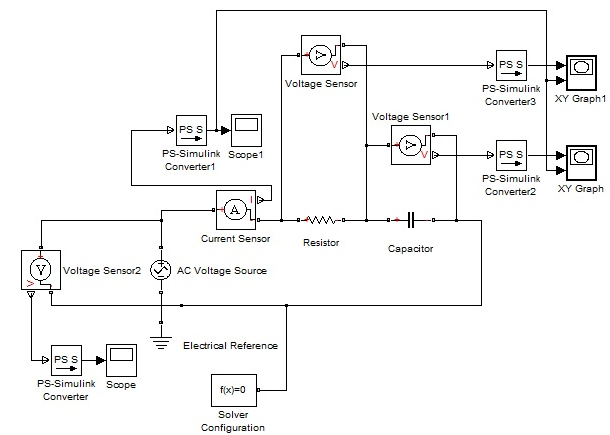 PS S
Voltage Sensor
V
PS-Simulink
Converter3
XY Graph1
Voltage Sensor1
PS S
PS-Simulink
Converter1
Scope1
V
PS S
PS-Simulink
Converter2
XY Graph
I
A
Current Sensor
Resistor
Capacitor
V
V
Voltage Sensor2
AC Voltage Source
Electrical Reference
PS S
PS-Simulink
Converter
Scope
f(x)=0
Solver
Configuration